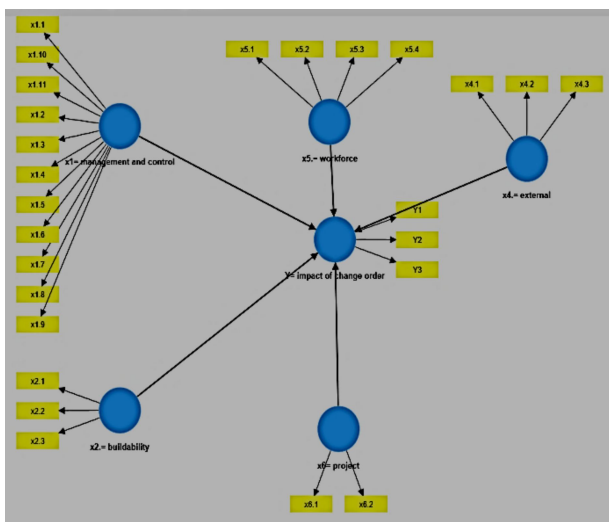 x1.1
x1.10
x1.11
x1.2
x1.3
x1.4
x1.5
x1.6
x1.7
x1.8
x1.9
x1= management and control
x5.1
x5.2
x5.3
x5.4
x5.= workforce
x4.1
x4.2
x4.3
x4.= external
Y1
Y2
Y3
Y= impact of change order
x2.1
x2.2
x2.3
x2.= buildability
x6= project
x6.1
x6.2